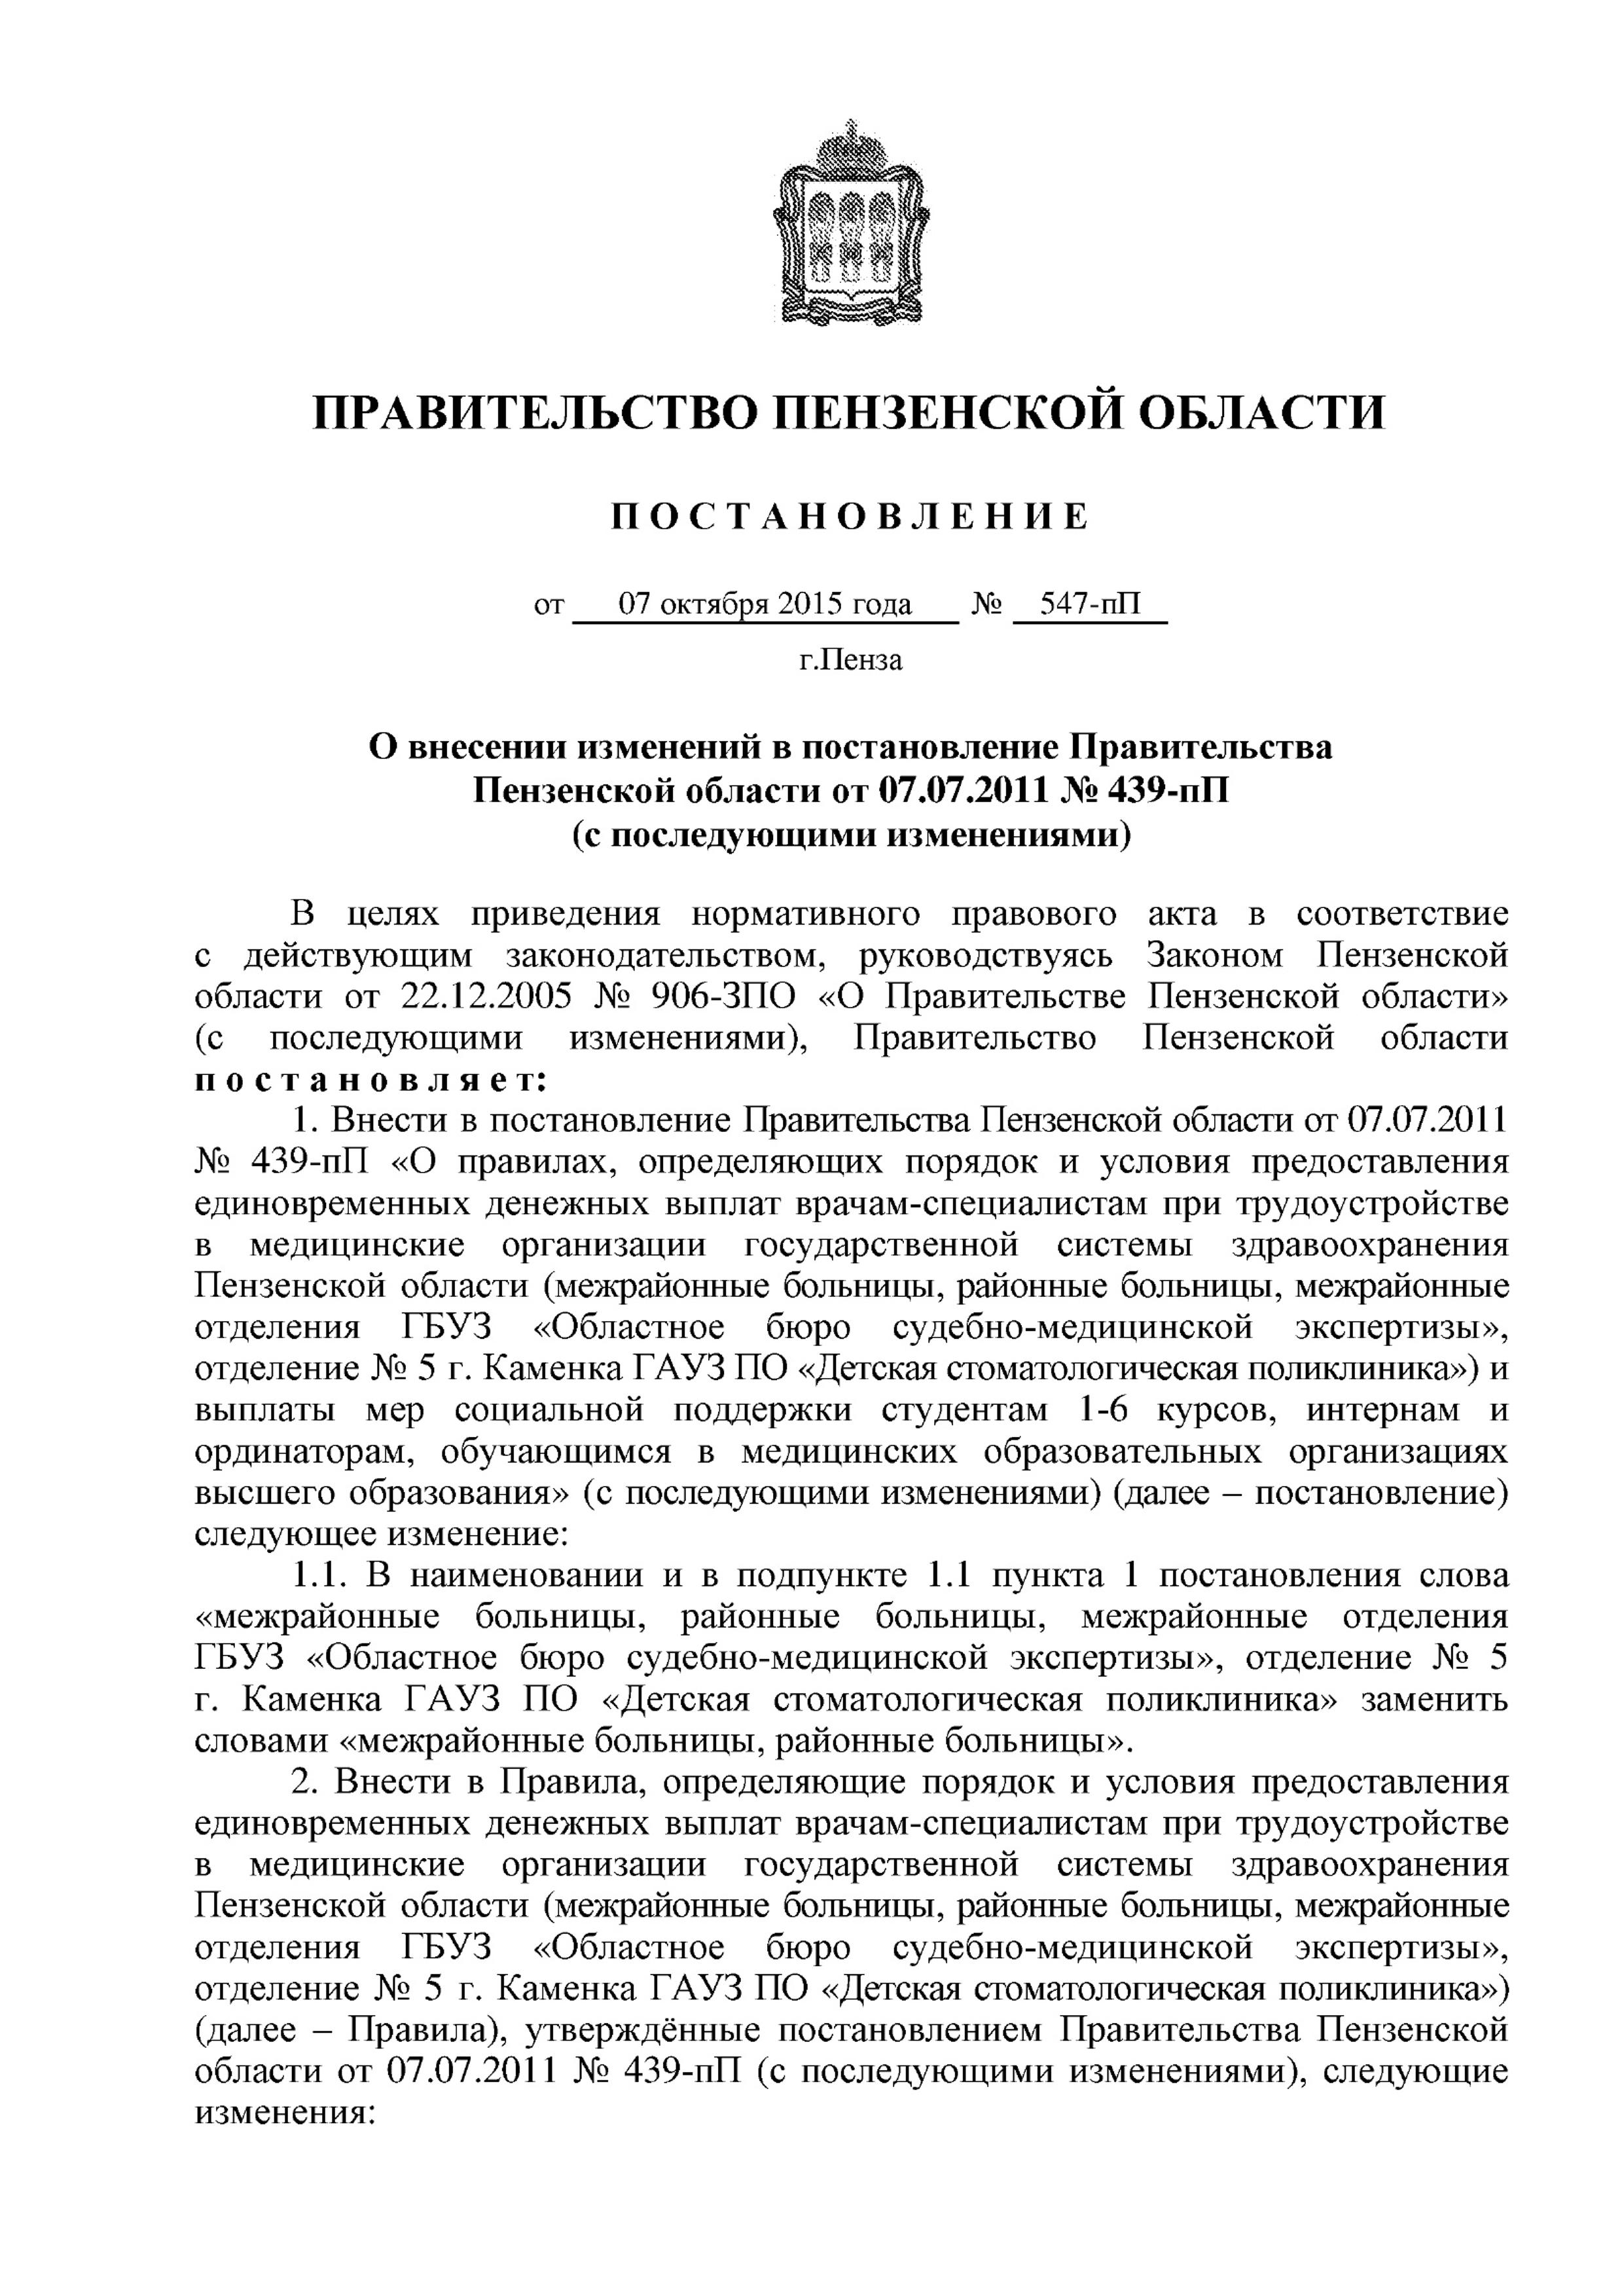 ПРАВИТЕЛЬСТВО ПЕНЗЕНСКОЙ ОБЛАСТИ
П О С Т А Н О В Л Е Н И Е
от 07 октября 2015 года № 547-пП
г.Пенза
О внесении изменений в постановление Правительства
Пензенской области от 07.07.2011 № 439-пП
(с последующими изменениями)
В целях приведения нормативного правового акта в соответствие
с действующим законодательством, руководствуясь Законом Пензенской
области от 22.12.2005 № 906-ЗПО «О Правительстве Пензенской области»
(с последующими изменениями), Правительство Пензенской области
п о с т а н о в л я е т:
1. Внести в постановление Правительства Пензенской области от 07.07.2011
№ 439-пП «О правилах, определяющих порядок и условия предоставления
единовременных денежных выплат врачам-специалистам при трудоустройстве
в медицинские организации государственной системы здравоохранения
Пензенской области (межрайонные больницы, районные больницы, межрайонные
отделения ГБУЗ «Областное бюро судебно-медицинской экспертизы»,
отделение № 5 г. Каменка ГАУЗ ПО «Детская стоматологическая поликлиника») и
выплаты мер социальной поддержки студентам 1-6 курсов, интернам и
ординаторам, обучающимся в медицинских образовательных организациях
высшего образования» (с последующими изменениями) (далее – постановление)
следующее изменение:
1.1. В наименовании и в подпункте 1.1 пункта 1 постановления слова
«межрайонные больницы, районные больницы, межрайонные отделения
ГБУЗ «Областное бюро судебно-медицинской экспертизы», отделение № 5
г. Каменка ГАУЗ ПО «Детская стоматологическая поликлиника» заменить
словами «межрайонные больницы, районные больницы».
2. Внести в Правила, определяющие порядок и условия предоставления
единовременных денежных выплат врачам-специалистам при трудоустройстве
в медицинские организации государственной системы здравоохранения
Пензенской области (межрайонные больницы, районные больницы, межрайонные
отделения ГБУЗ «Областное бюро судебно-медицинской экспертизы»,
отделение № 5 г. Каменка ГАУЗ ПО «Детская стоматологическая поликлиника»)
(далее – Правила), утверждённые постановлением Правительства Пензенской
области от 07.07.2011 № 439-пП (с последующими изменениями), следующие
изменения: